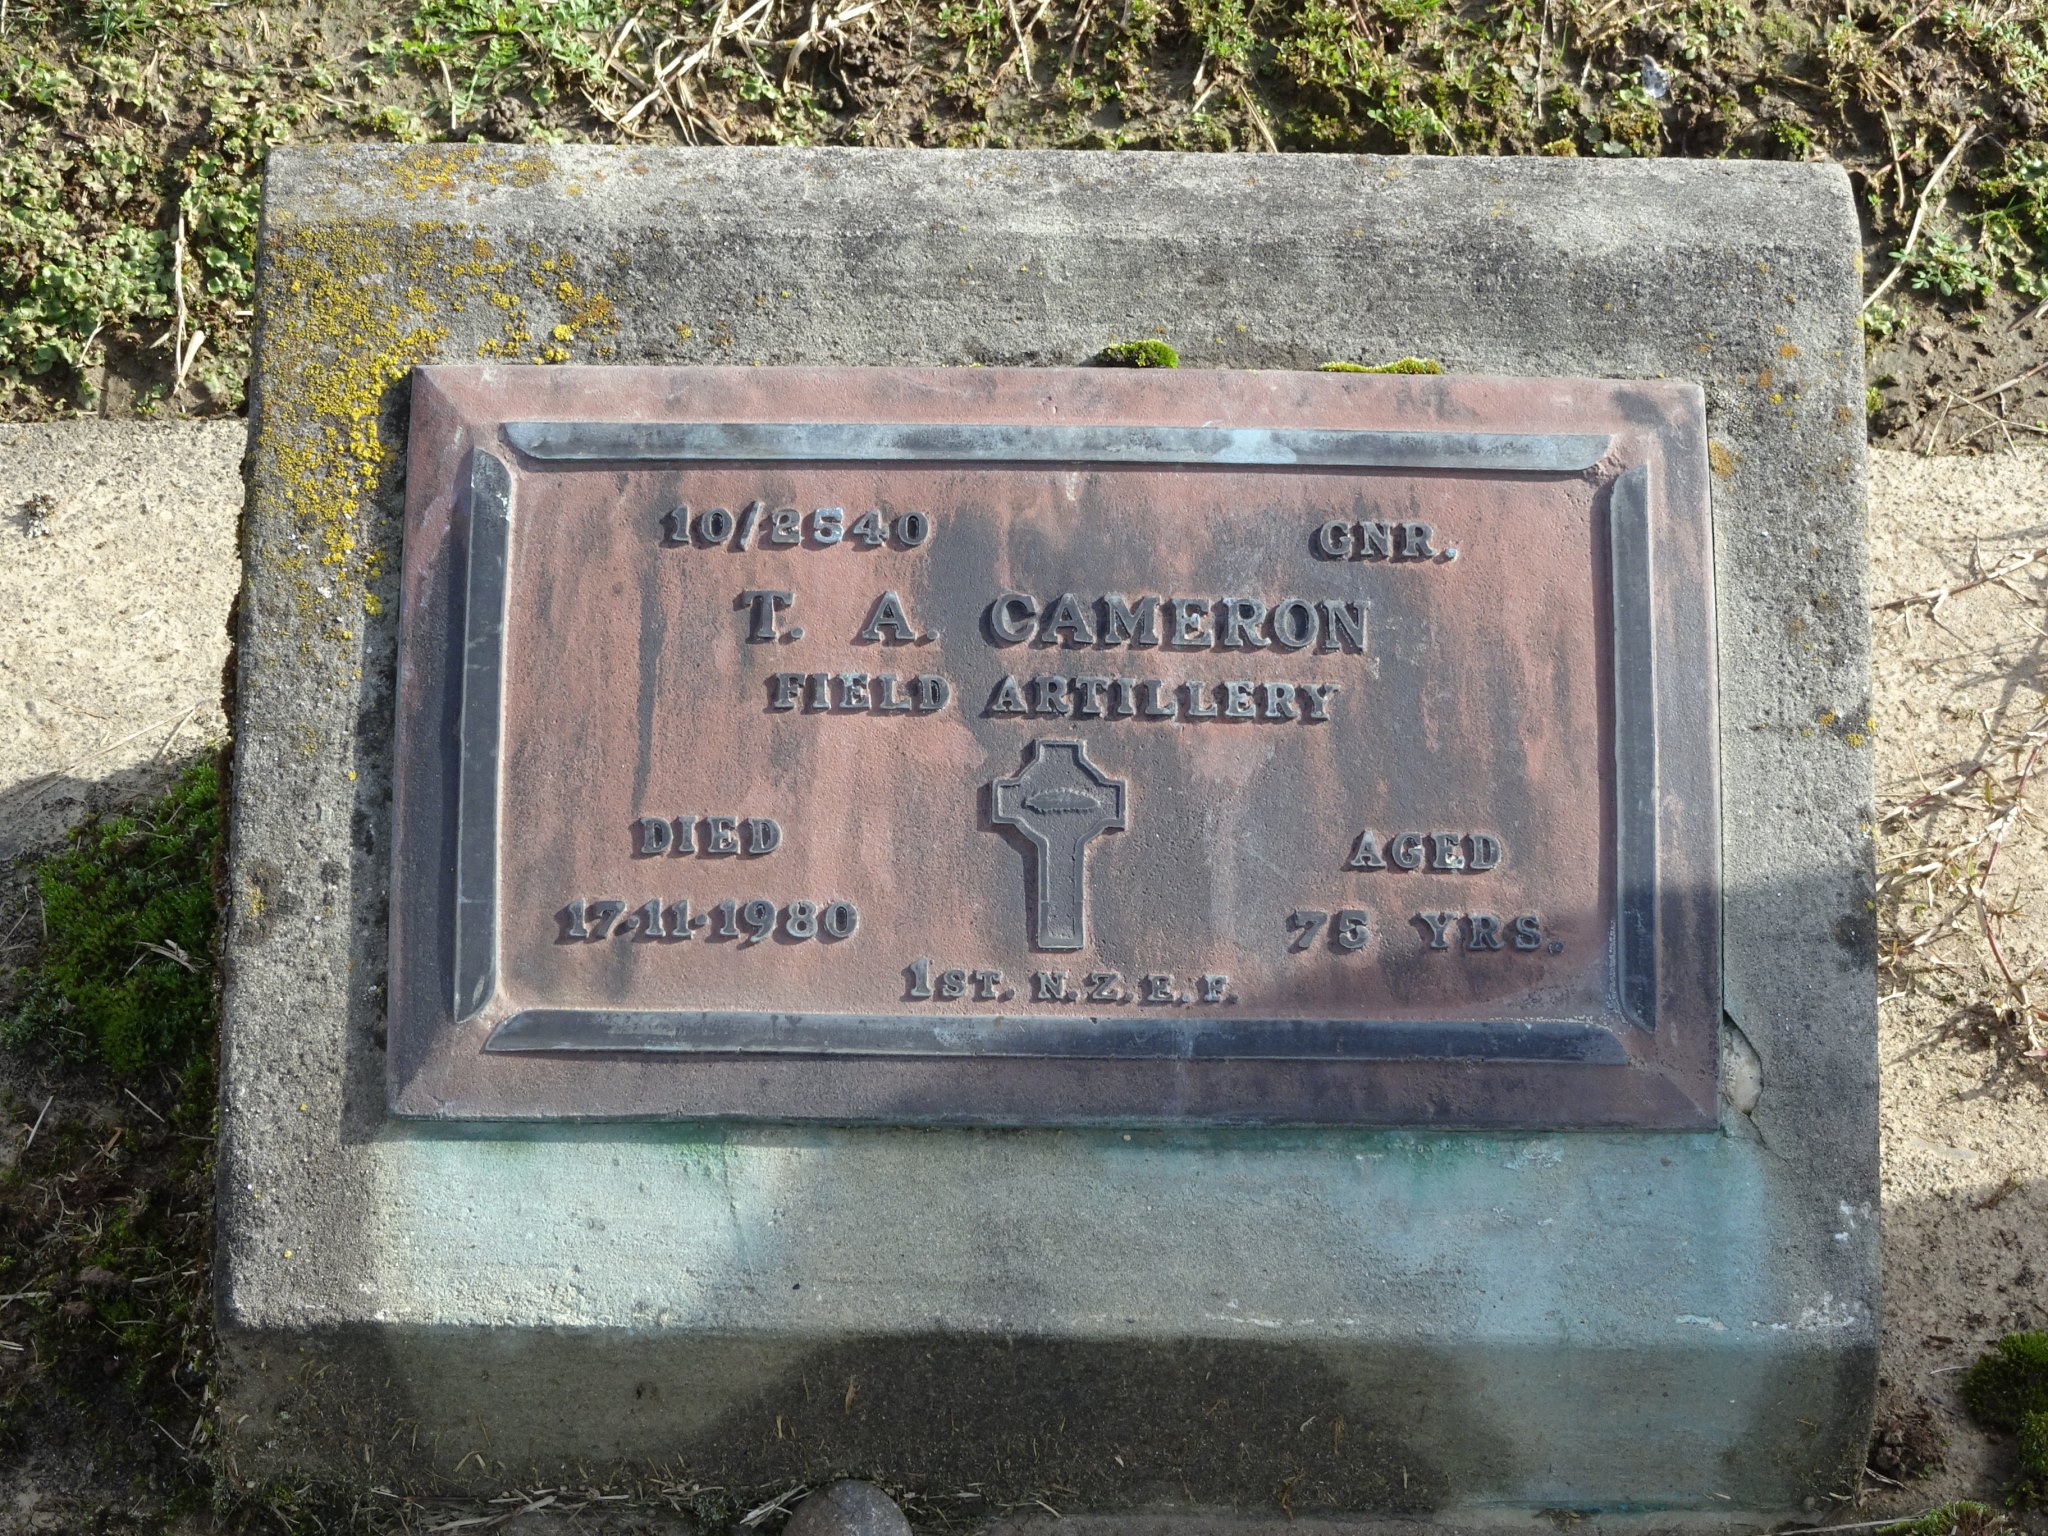 10/2540 GNR.
T. A. CAMERON
FIELD ARTILLERY
DIED AGED
17·11·1980 75 YRS.
1ST. N.Z.E.F.